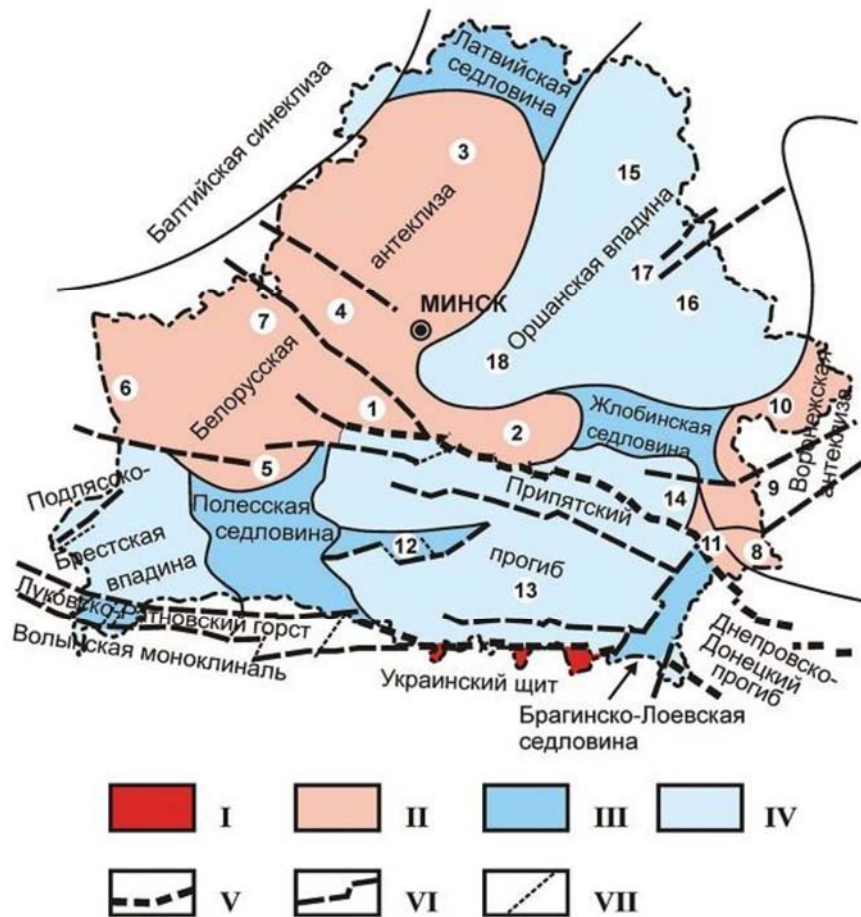 Латвийская
седловина
Балтийская синеклиза
3
15
антеклиза
Оршанская впадина
17
16
4
МИНСК
7
18
6
Белорусская
1
2
Жлобинская
седловина
10
Воронежская
антеклиза
9
5
Подлясско-
Брестская
впадина
Полесская
седловина
Припятский
прогиб
14
12
11
8
13
Луковско-Ратновский горст
Волынская моноклиналь
Украинский щит
Днепровско-
Донецкий
прогиб
Брагинско-Лоевская
седловина
I
II
III
IV
V
VI
VII